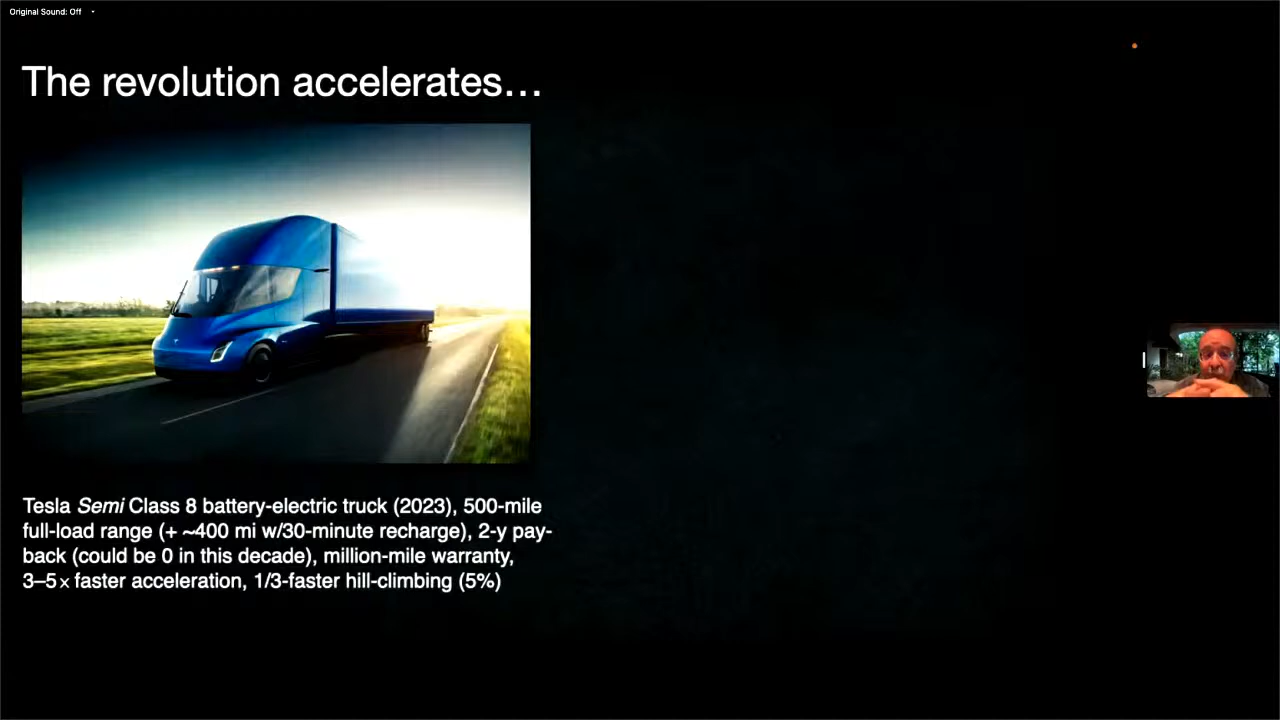 Original Sound: Off
The revolution accelerates…
Tesla Semi Class 8 battery-electric truck (2023), 500-mile
full-load range (+ ~400 mi w/30-minute recharge), 2-y pay-
back (could be 0 in this decade), million-mile warranty,
3–5× faster acceleration, 1/3-faster hill-climbing (5%)